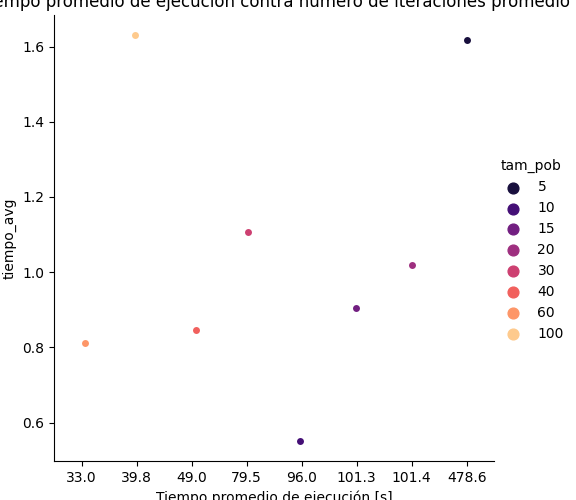 empo promedio de ejecución contra número de iteraciones promedio
1.6
1.4
1.2
1.0
0.8
0.6
tiempo_avg
33.0 39.8 49.0 79.5 96.0 101.3 101.4 478.6
Tiempo promedio de ejecución [s]
tam_pob
5
10
15
20
30
40
60
100